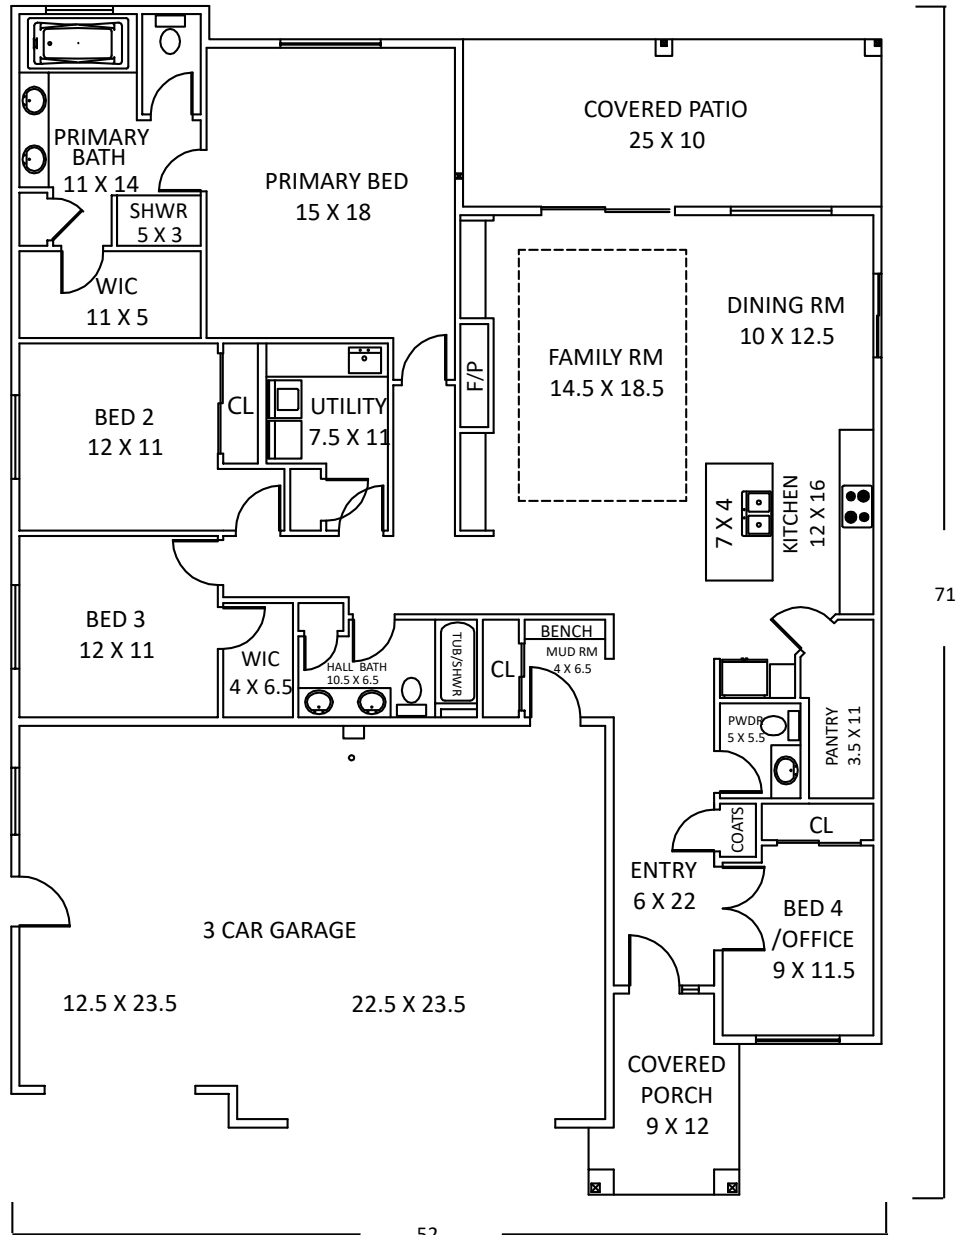 COVERED PATIO
25 X 10
PRIMARY
BATH
11 X 14
PRIMARY BED
15 X 18
SHWR
5 X 3
WIC
11 X 5
DINING RM
10 X 12.5
FAMILY RM
14.5 X 18.5
F/P
BED 2
12 X 11
CL
UTILITY
7.5 X 11
7 X 4
KITCHEN
12 X 16
71
BED 3
12 X 11
WIC
4 X 6.5
HALL BATH
10.5 X 6.5
TUB/SHWR
CL
BENCH
MUD RM
4 X 6.5
PWDR
5 X 5.5
PANTRY
3.5 X 11
COATS
CL
ENTRY
6 X 22
BED 4
/OFFICE
9 X 11.5
3 CAR GARAGE
12.5 X 23.5
22.5 X 23.5
COVERED
PORCH
9 X 12
52